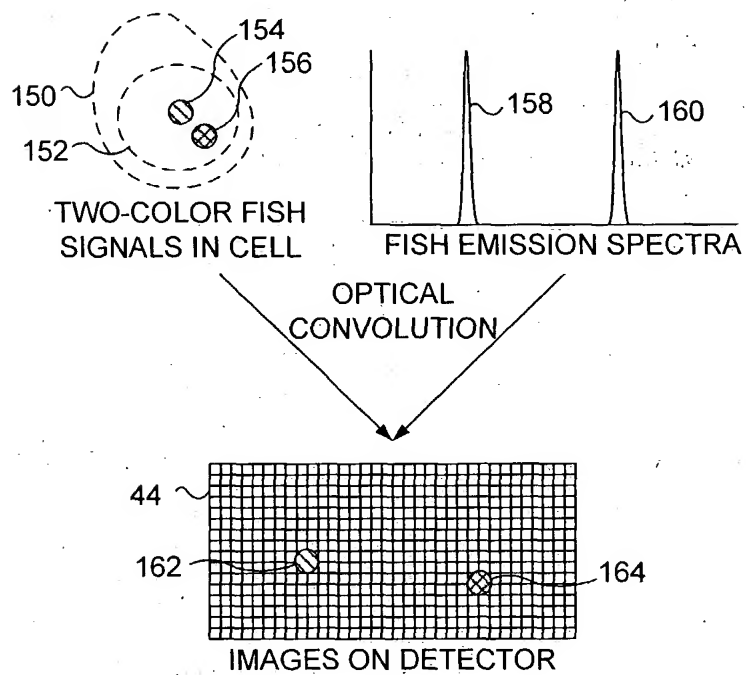 154
156
150
152
158
160
TWO-COLOR FISH
SIGNALS IN CELL
FISH EMISSION SPECTRA
OPTICAL
CONVOLUTION
44
162
164
IMAGES ON DETECTOR